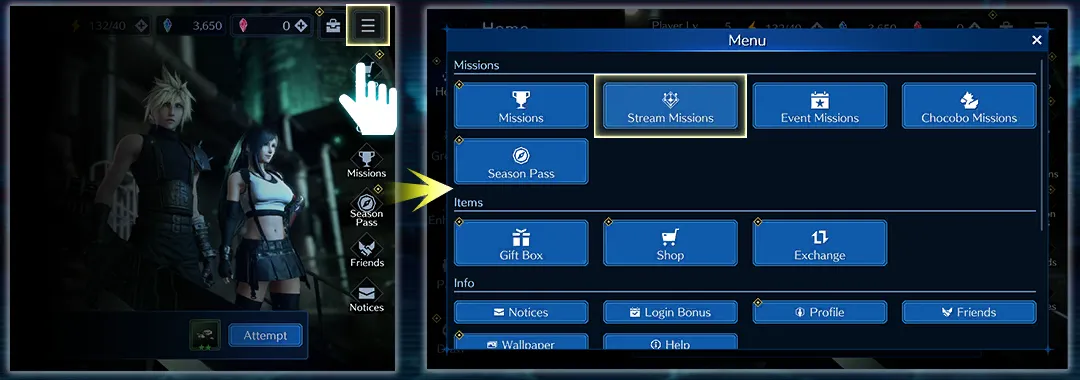 132/40
3,650
0
Missions
Season
Pass
Friends
Notices
Attempt
Home
Player Lv. 5 132/40 3,650 0
Menu
Missions
Missions
Stream Missions
Event Missions
Chocobo Missions
Season Pass
Items
Gift Box
Shop
Exchange
Info
Notices
Login Bonus
Profile
Friends
Wallpaper
Help